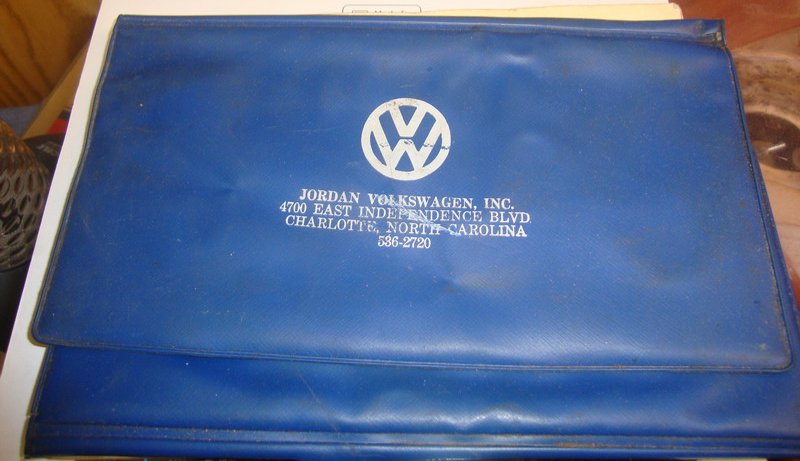 JORDAN VOLKSWAGEN, INC.
4700 EAST INDEPENDENCE BLVD
CHARLOTTE, NORTH CAROLINA
536-2720